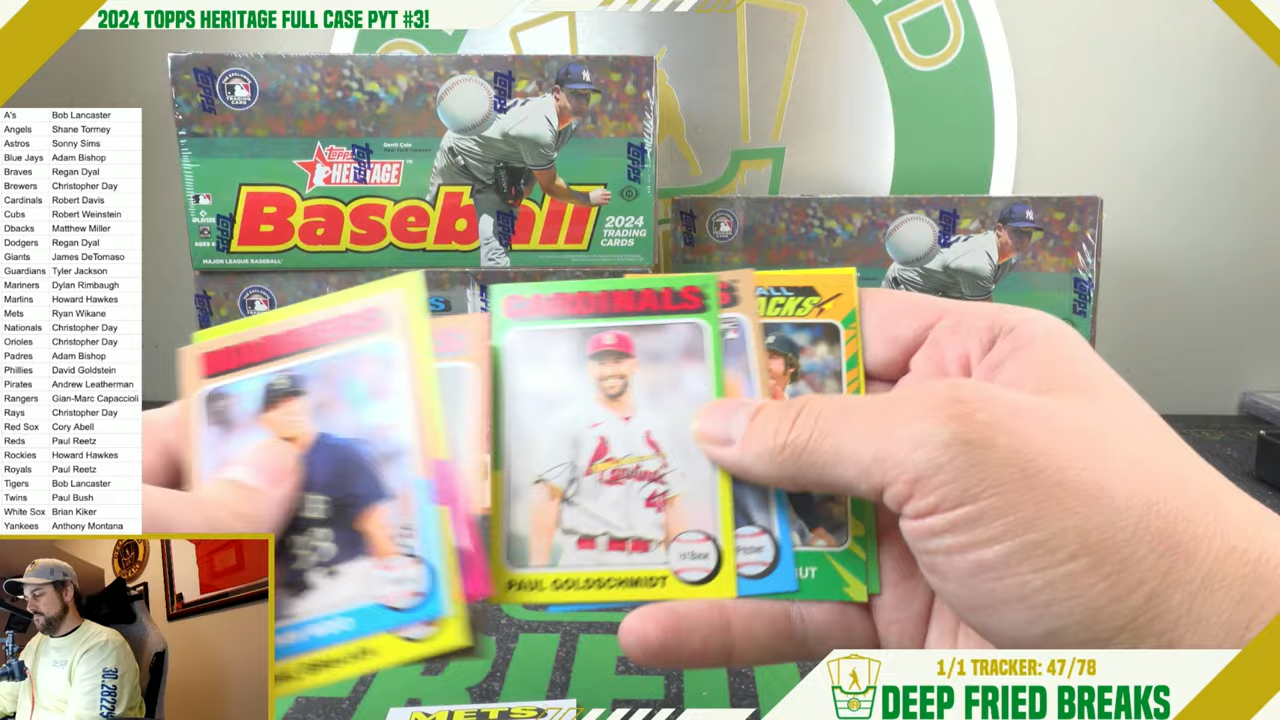 2024 TOPPS HERITAGE FULL CASE PYT #3!
A's Bob Lancaster
Angels Shane Tormey
Astros Sonny Sims
Blue Jays Adam Bishop
Braves Regan Dyal
Brewers Christopher Day
Cardinals Robert Davis
Cubs Robert Weinstein
Dbacks Matthew Miller
Dodgers Regan Dyal
Giants James DeTomaso
Guardians Tyler Jackson
Mariners Dylan Rimbaugh
Marlins Howard Hawkes
Mets Ryan Wikane
Nationals Christopher Day
Orioles Christopher Day
Padres Adam Bishop
Phillies David Goldstein
Pirates Andrew Leatherman
Rangers Gian-Marc Capaccioli
Rays Christopher Day
Red Sox Cory Abell
Reds Paul Reetz
Rockies Howard Hawkes
Royals Paul Reetz
Tigers Bob Lancaster
Twins Paul Bush
White Sox Brian Kiker
Yankees Anthony Montana
Gerrit Cole
Topps
HERITAGE
Baseball
2024
TRADING
CARDS
MAJOR LEAGUE BASEBALL
CARDINALS
PAUL GOLDSCHMIDT
1st Base
Pitcher
METS
1/1 TRACKER: 47/78
DEEP FRIED BREAKS